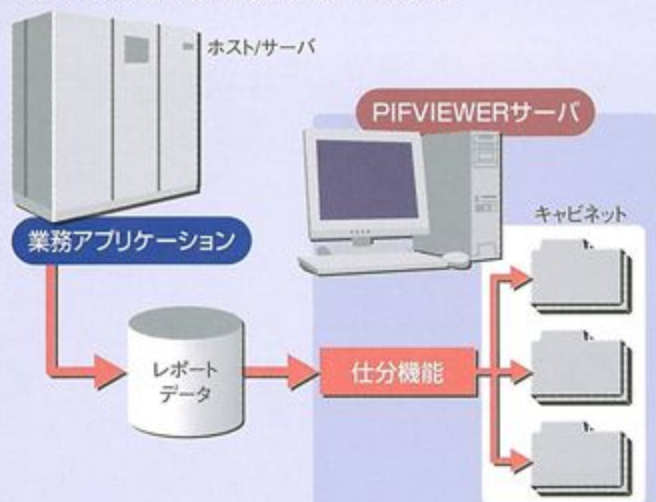 ホスト/サーバ
PIFVIEWERサーバ
キャビネット
業務アプリケーション
レポート
データ
仕分機能